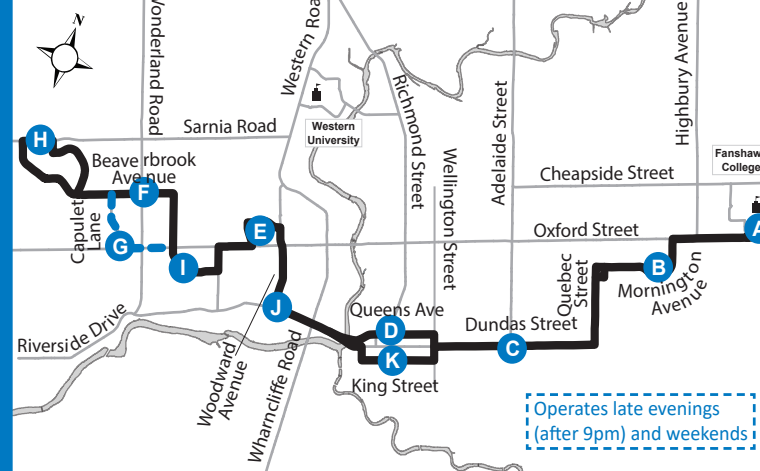 N
Wonderland Road
Western Road
Highbury Avenue
Richmond Street
Adelaide Street
Sarnia Road
Western
University
Fanshaw
College
H
Beaverbrook
Avenue
F
Wellington Street
Cheapside Street
Capulet
Lane
G
E
Oxford Street
A
I
Quebec
Street
B
Mornington
Avenue
J
Queens Ave
D
Dundas Street
C
Riverside Drive
K
King Street
Woodward
Avenue
Wharncliffe Road
Operates late evenings
(after 9pm) and weekends